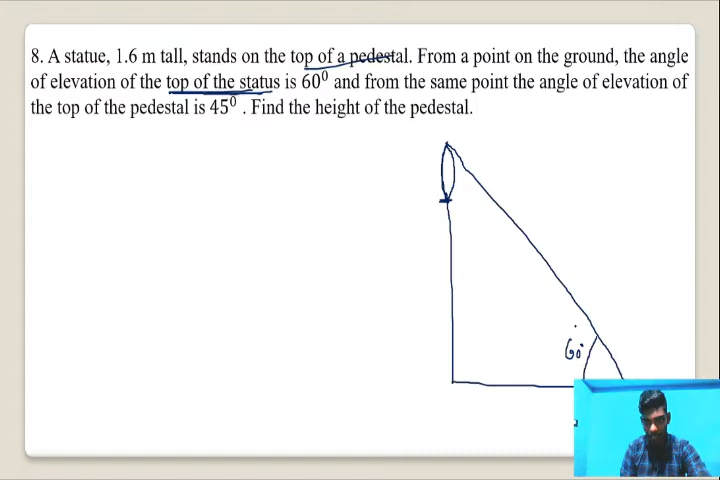 8. A statue, 1.6 m tall, stands on the top of a pedestal. From a point on the ground, the angle
of elevation of the top of the status is 60⁰ and from the same point the angle of elevation of
the top of the pedestal is 45⁰ . Find the height of the pedestal.
60°